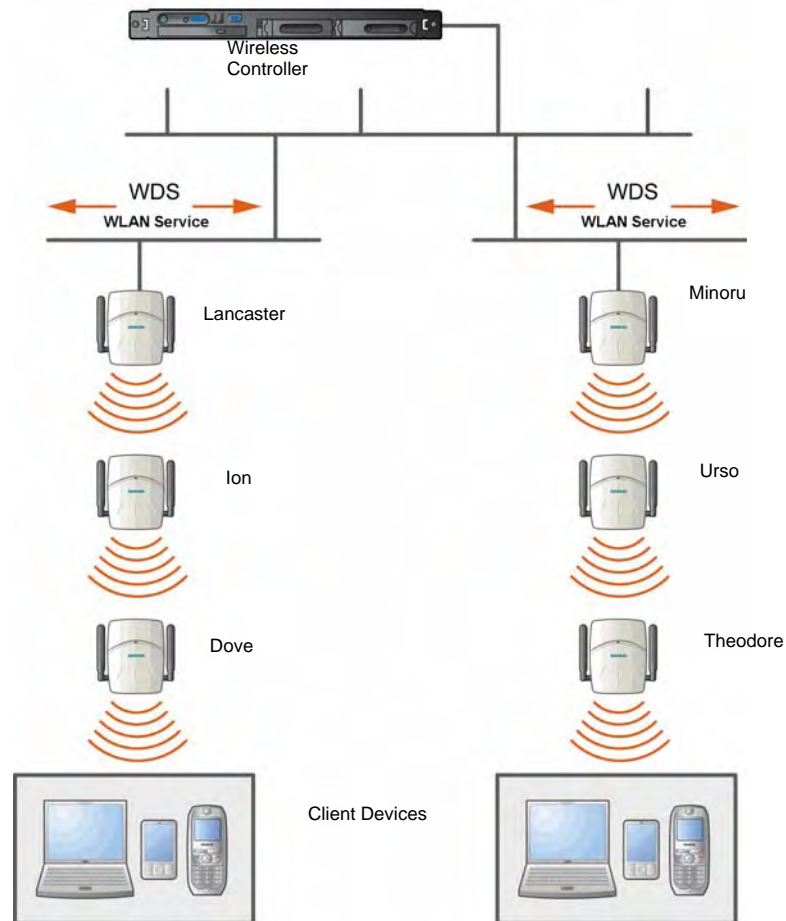 Wireless
Controller
WDS
WLAN Service
WDS
WLAN Service
Lancaster
Minoru
Ion
Urso
Dove
Theodore
Client Devices